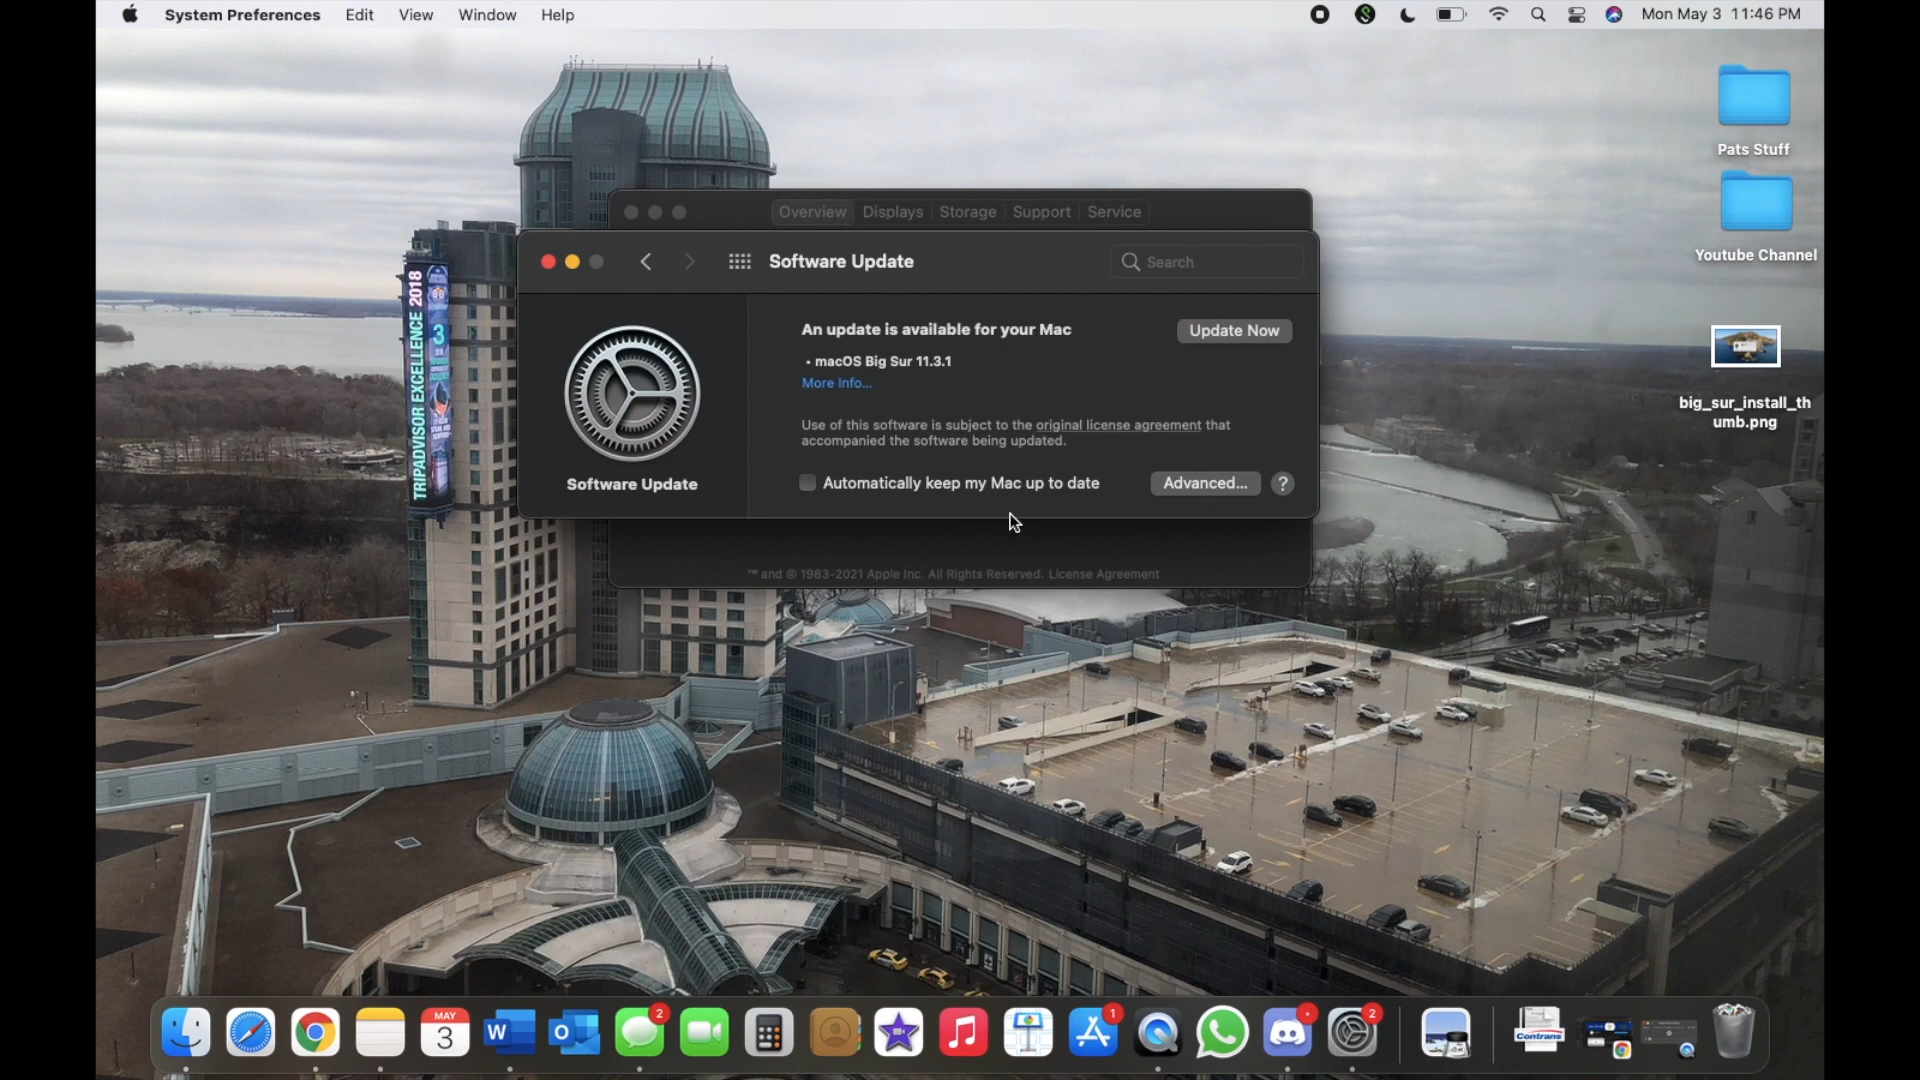 System Preferences Edit View Window Help
Mon May 3 11:46 PM
Pats Stuff
Youtube Channel
big_sur_install_th
umb.png
Overview Displays Storage Support Service
Software Update
Search
An update is available for your Mac
Update Now
• macOS Big Sur 11.3.1
More Info...
Use of this software is subject to the original license agreement that
accompanied the software being updated.
Software Update
Automatically keep my Mac up to date
Advanced...
?
™ and © 1983-2021 Apple Inc. All Rights Reserved. License Agreement
TRIPADVISOR EXCELLENCE 2018
3
MAY
3
W
O
2
1
2
Contrans